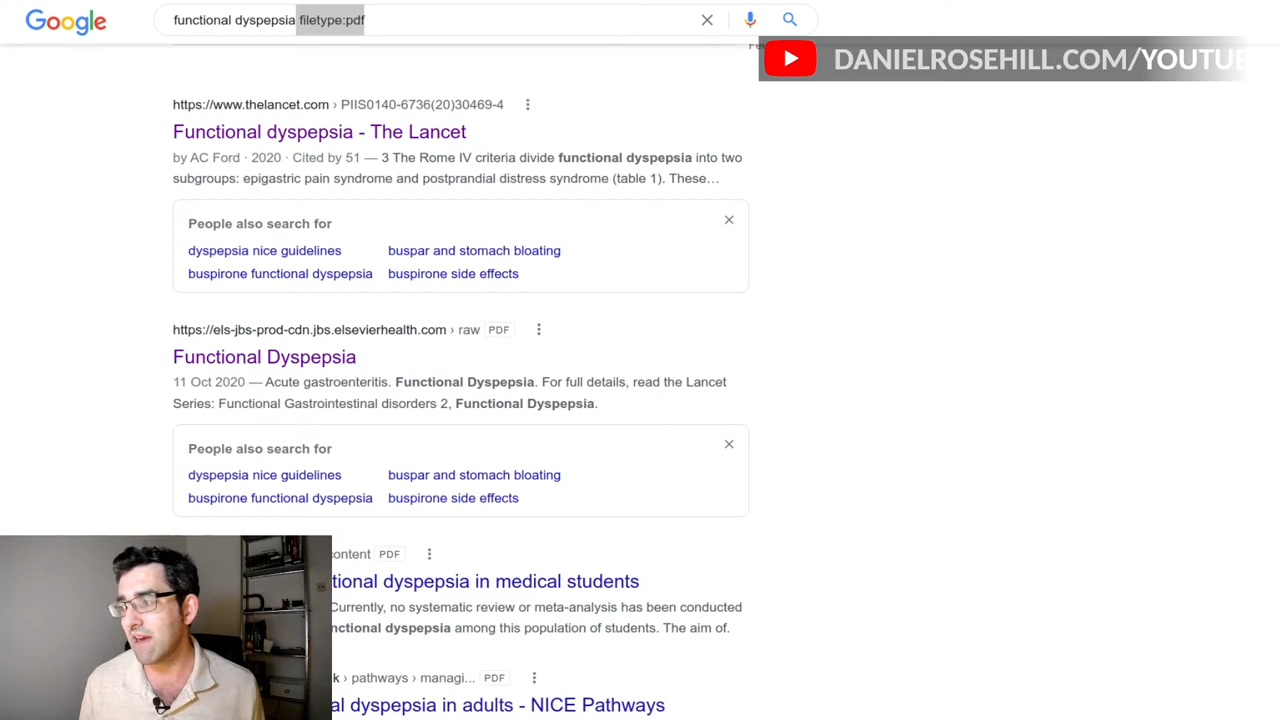 Google
functional dyspepsia filetype:pdf
DANIELROSEHILL.COM/YOUTUBE
https://www.thelancet.com › PIIS0140-6736(20)30469-4
Functional dyspepsia - The Lancet
by AC Ford · 2020 · Cited by 51 — 3 The Rome IV criteria divide functional dyspepsia into two
subgroups: epigastric pain syndrome and postprandial distress syndrome (table 1). These…
People also search for
dyspepsia nice guidelines buspar and stomach bloating
buspirone functional dyspepsia buspirone side effects
https://els-jbs-prod-cdn.jbs.elsevierhealth.com › raw PDF
Functional Dyspepsia
11 Oct 2020 — Acute gastroenteritis. Functional Dyspepsia. For full details, read the Lancet
Series: Functional Gastrointestinal disorders 2, Functional Dyspepsia.
People also search for
dyspepsia nice guidelines buspar and stomach bloating
buspirone functional dyspepsia buspirone side effects
content PDF
tional dyspepsia in medical students
Currently, no systematic review or meta-analysis has been conducted
nctional dyspepsia among this population of students. The aim of.
k › pathways › managi... PDF
al dyspepsia in adults - NICE Pathways